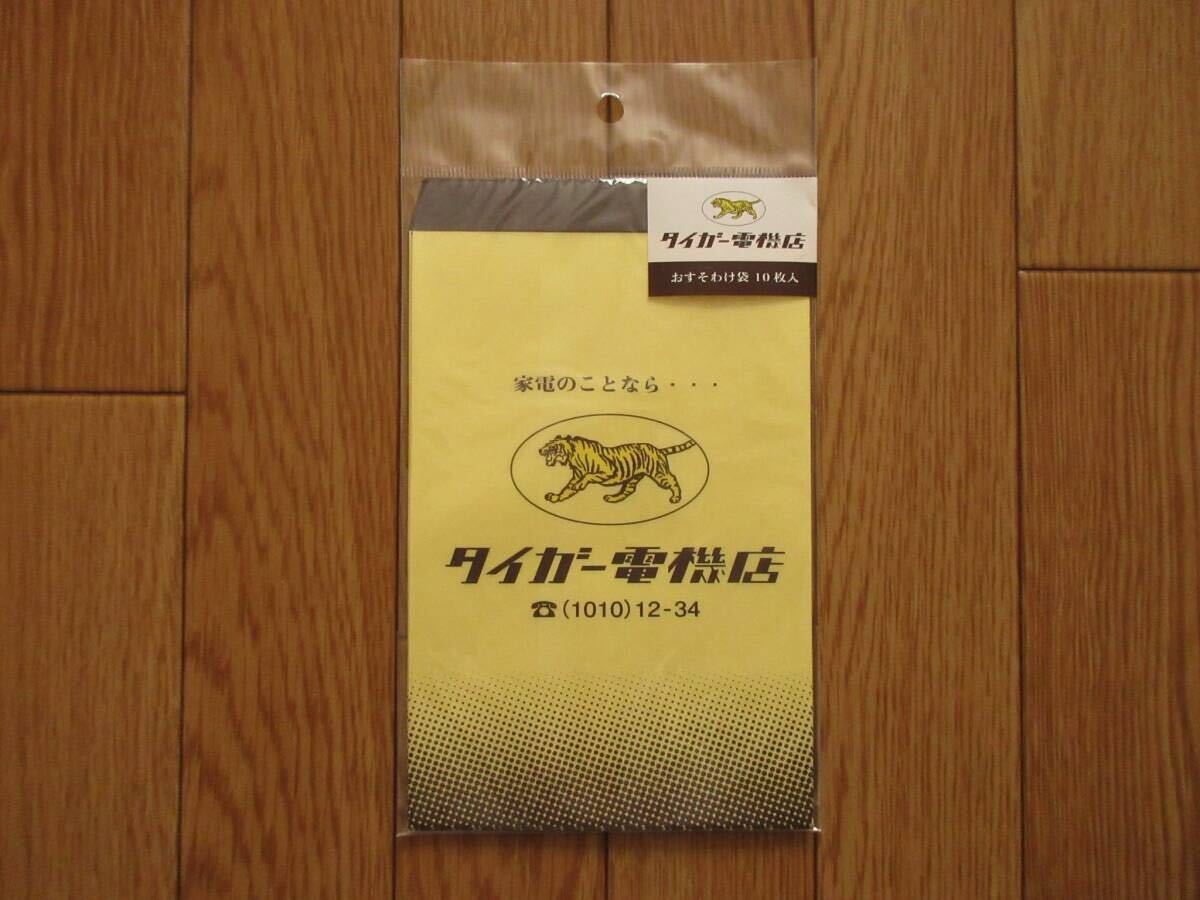 タイガー電機店
おすそわけ袋 10枚入
家電のことなら・・・
タイガー電機店
☎(1010)12-34